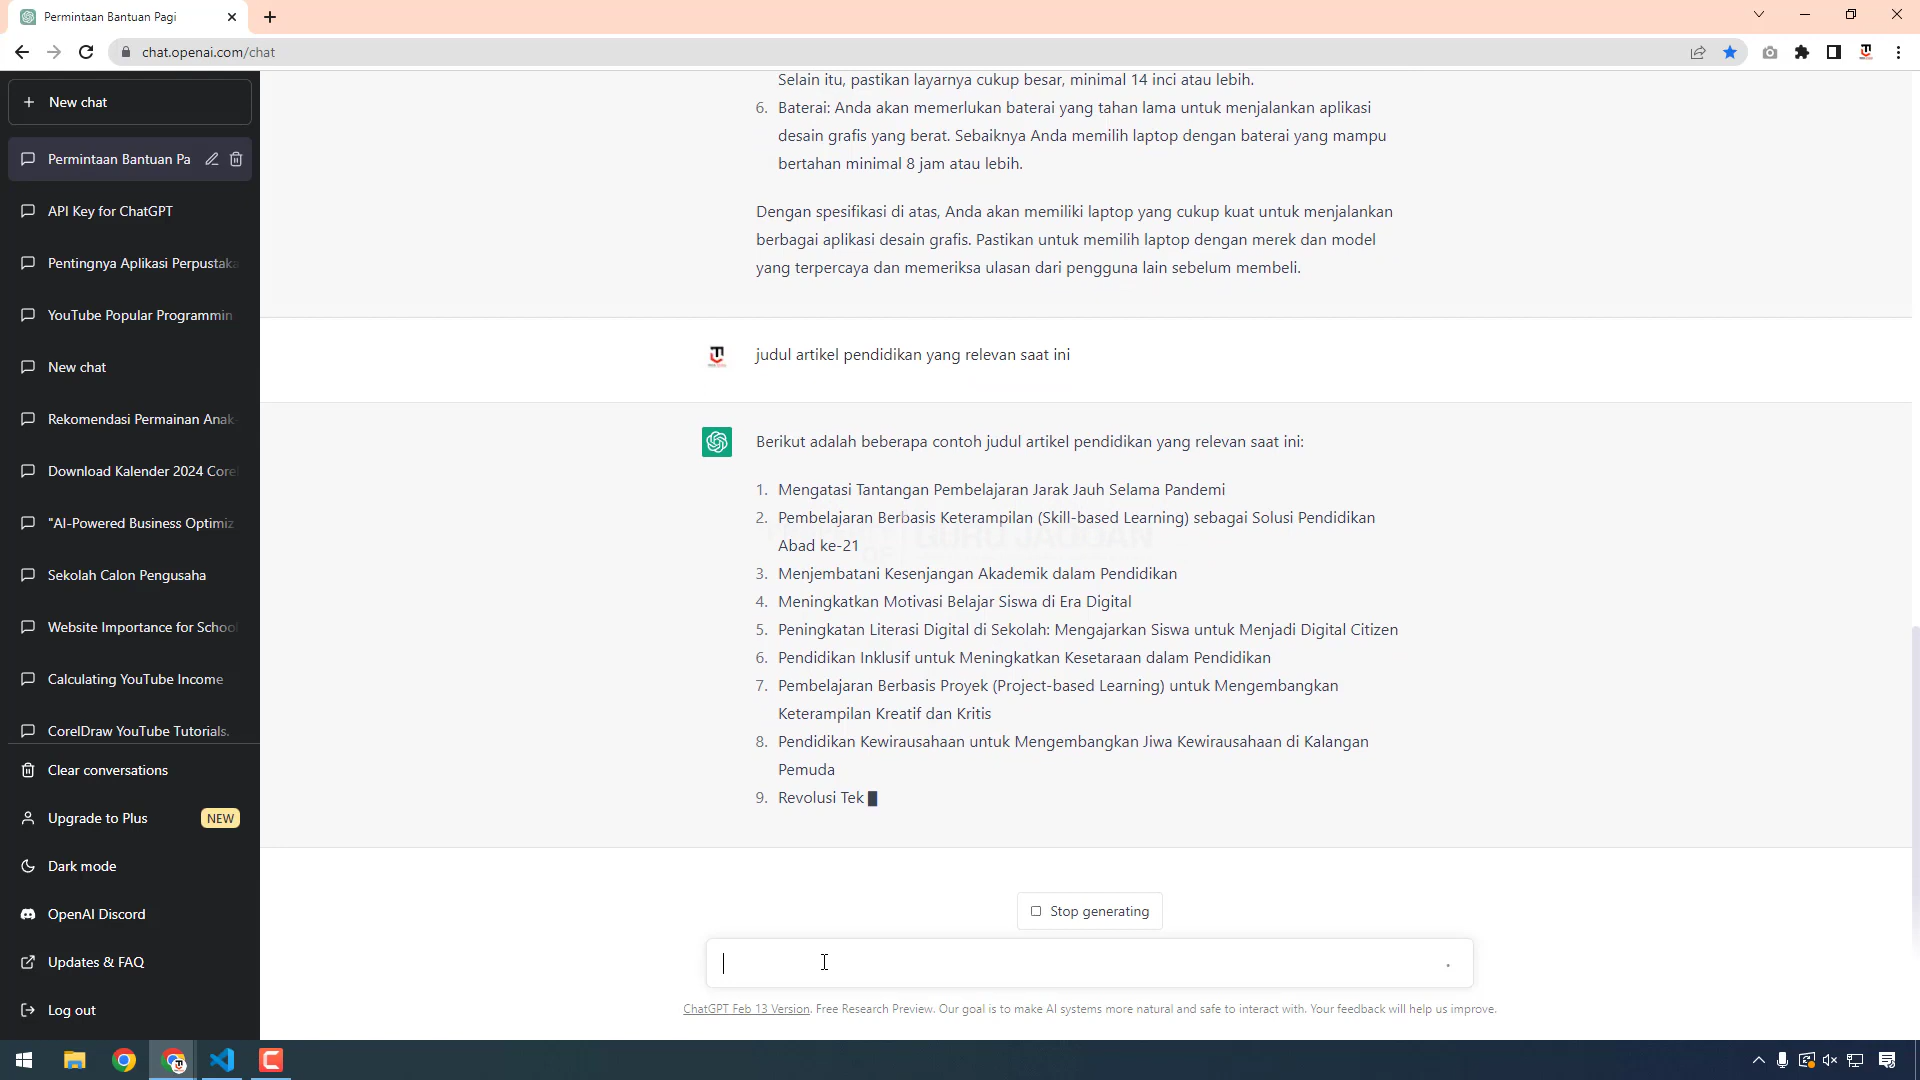 Permintaan Bantuan Pagi
chat.openai.com/chat
New chat
Permintaan Bantuan Pa
API Key for ChatGPT
Pentingnya Aplikasi Perpustaka
YouTube Popular Programmin
New chat
Rekomendasi Permainan Anak
Download Kalender 2024 Core
"AI-Powered Business Optimiz
Sekolah Calon Pengusaha
Website Importance for School
Calculating YouTube Income
CorelDraw YouTube Tutorials.
Clear conversations
Upgrade to Plus NEW
Dark mode
OpenAI Discord
Updates & FAQ
Log out
Selain itu, pastikan layarnya cukup besar, minimal 14 inci atau lebih.
6. Baterai: Anda akan memerlukan baterai yang tahan lama untuk menjalankan aplikasi
desain grafis yang berat. Sebaiknya Anda memilih laptop dengan baterai yang mampu
bertahan minimal 8 jam atau lebih.
Dengan spesifikasi di atas, Anda akan memiliki laptop yang cukup kuat untuk menjalankan
berbagai aplikasi desain grafis. Pastikan untuk memilih laptop dengan merek dan model
yang terpercaya dan memeriksa ulasan dari pengguna lain sebelum membeli.
judul artikel pendidikan yang relevan saat ini
Berikut adalah beberapa contoh judul artikel pendidikan yang relevan saat ini:
1. Mengatasi Tantangan Pembelajaran Jarak Jauh Selama Pandemi
2. Pembelajaran Berbasis Keterampilan (Skill-based Learning) sebagai Solusi Pendidikan
Abad ke-21
3. Menjembatani Kesenjangan Akademik dalam Pendidikan
4. Meningkatkan Motivasi Belajar Siswa di Era Digital
5. Peningkatan Literasi Digital di Sekolah: Mengajarkan Siswa untuk Menjadi Digital Citizen
6. Pendidikan Inklusif untuk Meningkatkan Kesetaraan dalam Pendidikan
7. Pembelajaran Berbasis Proyek (Project-based Learning) untuk Mengembangkan
Keterampilan Kreatif dan Kritis
8. Pendidikan Kewirausahaan untuk Mengembangkan Jiwa Kewirausahaan di Kalangan
Pemuda
9. Revolusi Tek
Stop generating
ChatGPT Feb 13 Version. Free Research Preview. Our goal is to make AI systems more natural and safe to interact with. Your feedback will help us improve.